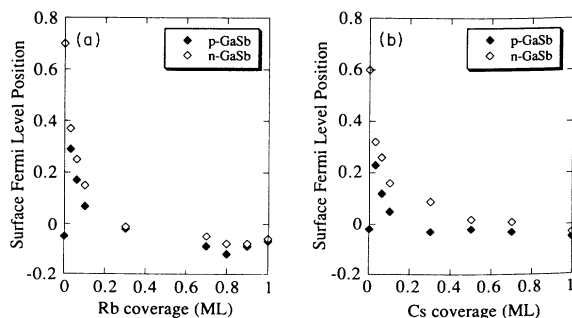 (a)
p-GaSb
n-GaSb
Surface Fermi Level Position
0.8
0.6
0.4
0.2
0
-0.2
0 0.2 0.4 0.6 0.8 1
Rb coverage (ML)
(b)
p-GaSb
n-GaSb
Surface Fermi Level Position
0.8
0.6
0.4
0.2
0
-0.2
0 0.2 0.4 0.6 0.8 1
Cs coverage (ML)